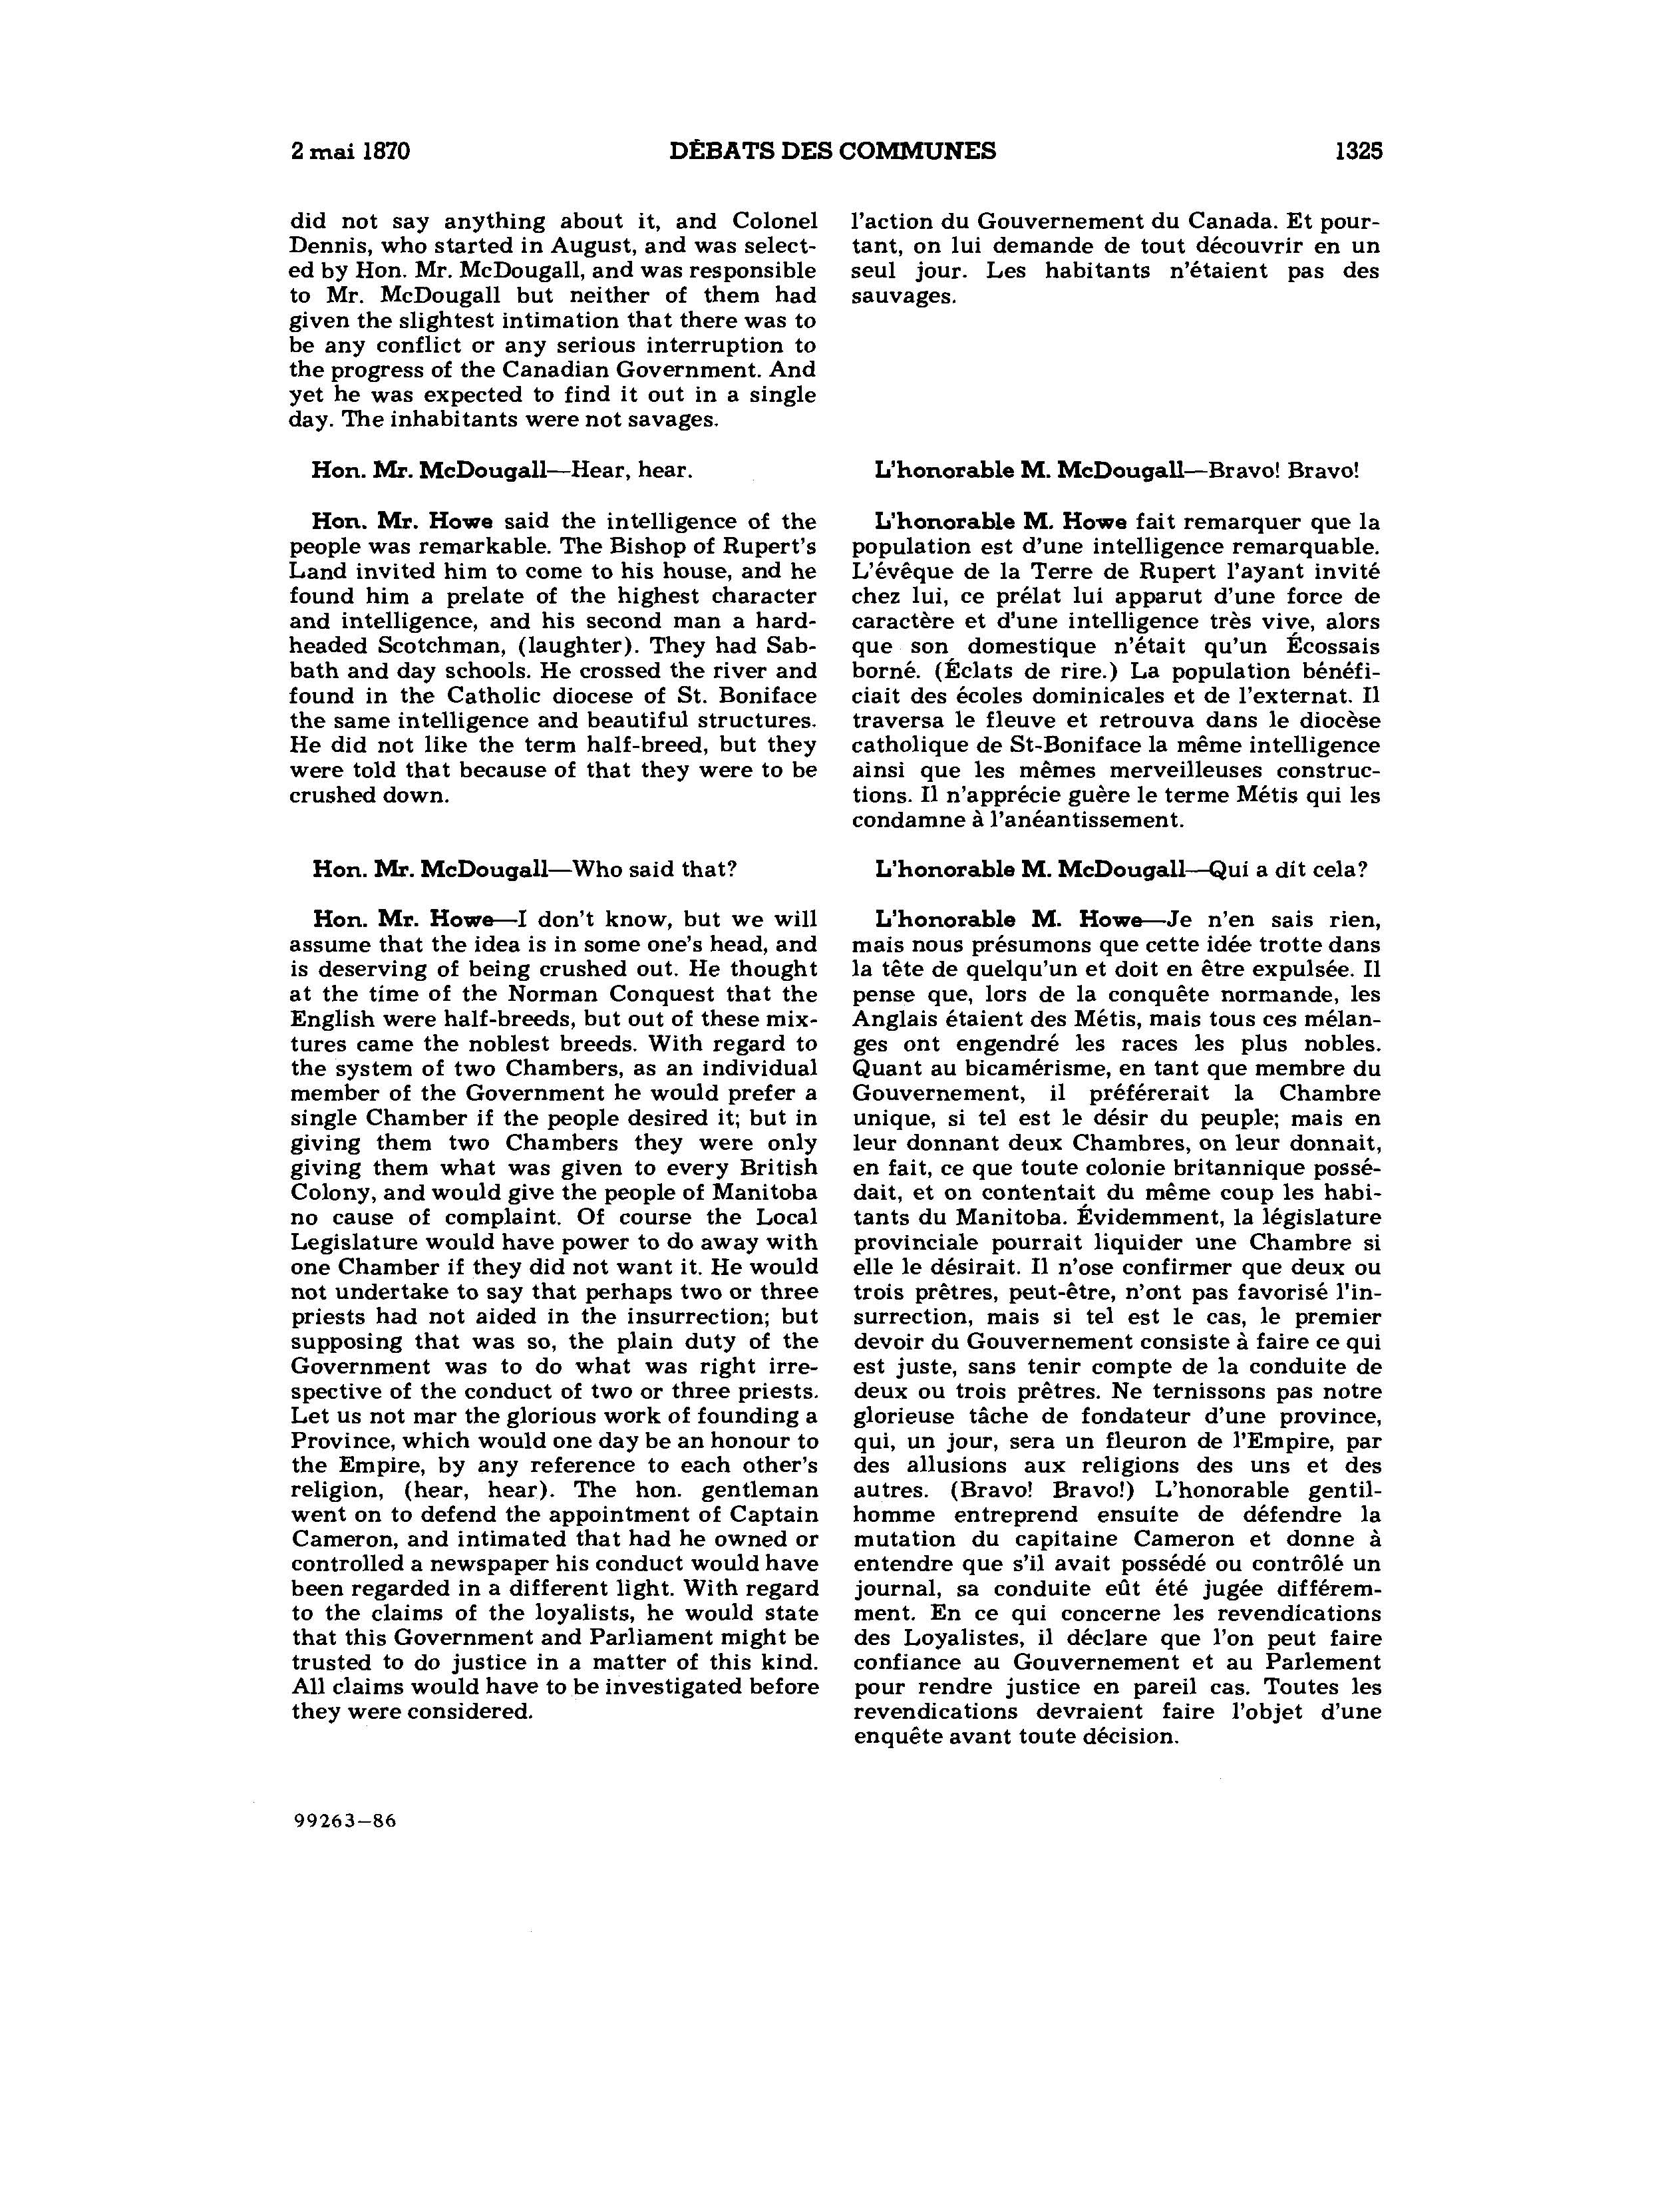 2 mai 1870 DÉBATS DES COMMUNES 1325
did not say anything about it, and Colonel
Dennis, who started in August, and was select-
ed by Hon. Mr. McDougall, and was responsible
to Mr. McDougall but neither of them had
given the slightest intimation that there was to
be any conflict or any serious interruption to
the progress of the Canadian Government. And
yet he was expected to find it out in a single
day. The inhabitants were not savages.
Hon. Mr. McDougall—Hear, hear.
Hon. Mr. Howe said the intelligence of the
people was remarkable. The Bishop of Rupert's
Land invited him to come to his house, and he
found him a prelate of the highest character
and intelligence, and his second man a hard-
headed Scotchman, (laughter). They had Sab-
bath and day schools. He crossed the river and
found in the Catholic diocese of St. Boniface
the same intelligence and beautiful structures.
He did not like the term half-breed, but they
were told that because of that they were to be
crushed down.
Hon. Mr. McDougall—Who said that?
Hon. Mr. Howe—I don't know, but we will
assume that the idea is in some one's head, and
is deserving of being crushed out. He thought
at the time of the Norman Conquest that the
English were half-breeds, but out of these mix-
tures came the noblest breeds. With regard to
the system of two Chambers, as an individual
member of the Government he would prefer a
single Chamber if the people desired it; but in
giving them two Chambers they were only
giving them what was given to every British
Colony, and would give the people of Manitoba
no cause of complaint. Of course the Local
Legislature would have power to do away with
one Chamber if they did not want it. He would
not undertake to say that perhaps two or three
priests had not aided in the insurrection; but
supposing that was so, the plain duty of the
Government was to do what was right irre-
spective of the conduct of two or three priests.
Let us not mar the glorious work of founding a
Province, which would one day be an honour to
the Empire, by any reference to each other's
religion, (hear, hear). The hon. gentleman
went on to defend the appointment of Captain
Cameron, and intimated that had he owned or
controlled a newspaper his conduct would have
been regarded in a different light. With regard
to the claims of the loyalists, he would state
that this Government and Parliament might be
trusted to do justice in a matter of this kind.
All claims would have to be investigated before
they were considered.
l'action du Gouvernement du Canada. Et pour-
tant, on lui demande de tout découvrir en un
seul jour. Les habitants n'étaient pas des
sauvages.
L'honorable M. McDougall—Bravo! Bravo!
L'honorable M. Howe fait remarquer que la
population est d'une intelligence remarquable.
L'évêque de la Terre de Rupert l'ayant invité
chez lui, ce prélat lui apparut d'une force de
caractère et d'une intelligence très vive, alors
que son domestique n'était qu'un Écossais
borné. (Éclats de rire.) La population bénéfi-
ciait des écoles dominicales et de l'externat. Il
traversa le fleuve et retrouva dans le diocèse
catholique de St-Boniface la même intelligence
ainsi que les mêmes merveilleuses construc-
tions. Il n'apprécie guère le terme Métis qui les
condamne à l'anéantissement.
L'honorable M. McDougall—Qui a dit cela?
L'honorable M. Howe—Je n'en sais rien,
mais nous présumons que cette idée trotte dans
la tête de quelqu'un et doit en être expulsée. Il
pense que, lors de la conquête normande, les
Anglais étaient des Métis, mais tous ces mélan-
ges ont engendré les races les plus nobles.
Quant au bicamérisme, en tant que membre du
Gouvernement, il préférerait la Chambre
unique, si tel est le désir du peuple; mais en
leur donnant deux Chambres, on leur donnait,
en fait, ce que toute colonie britannique possé-
dait, et on contentait du même coup les habi-
tants du Manitoba. Évidemment, la législature
provinciale pourrait liquider une Chambre si
elle le désirait. Il n'ose confirmer que deux ou
trois prêtres, peut-être, n'ont pas favorisé l'in-
surrection, mais si tel est le cas, le premier
devoir du Gouvernement consiste à faire ce qui
est juste, sans tenir compte de la conduite de
deux ou trois prêtres. Ne ternissons pas notre
glorieuse tâche de fondateur d'une province,
qui, un jour, sera un fleuron de l'Empire, par
des allusions aux religions des uns et des
autres. (Bravo! Bravo!) L'honorable gentil-
homme entreprend ensuite de défendre la
mutation du capitaine Cameron et donne à
entendre que s'il avait possédé ou contrôlé un
journal, sa conduite eût été jugée différem-
ment. En ce qui concerne les revendications
des Loyalistes, il déclare que l'on peut faire
confiance au Gouvernement et au Parlement
pour rendre justice en pareil cas. Toutes les
revendications devraient faire l'objet d'une
enquête avant toute décision.
99263—86